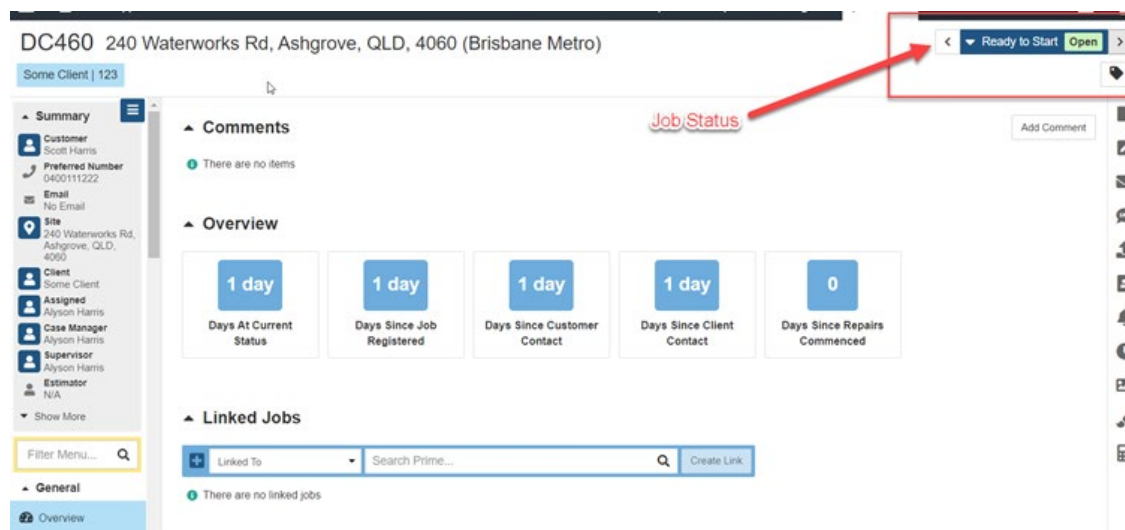 DC460 240 Waterworks Rd, Ashgrove, QLD, 4060 (Brisbane Metro)
Ready to Start Open
Some Client | 123
Job Status
Summary
Customer
Scott Harris
Preferred Number
0400111222
Email
No Email
Site
240 Waterworks Rd,
Ashgrove, QLD,
4060
Client
Some Client
Assigned
Alyson Harris
Case Manager
Alyson Harris
Supervisor
Alyson Harris
Estimator
N/A
Show More
Filter Menu...
General
Overview
Comments
Add Comment
There are no items
Overview
1 day
Days At Current
Status
1 day
Days Since Job
Registered
1 day
Days Since Customer
Contact
1 day
Days Since Client
Contact
0
Days Since Repairs
Commenced
Linked Jobs
Linked To
Search Prime...
Create Link
There are no linked jobs